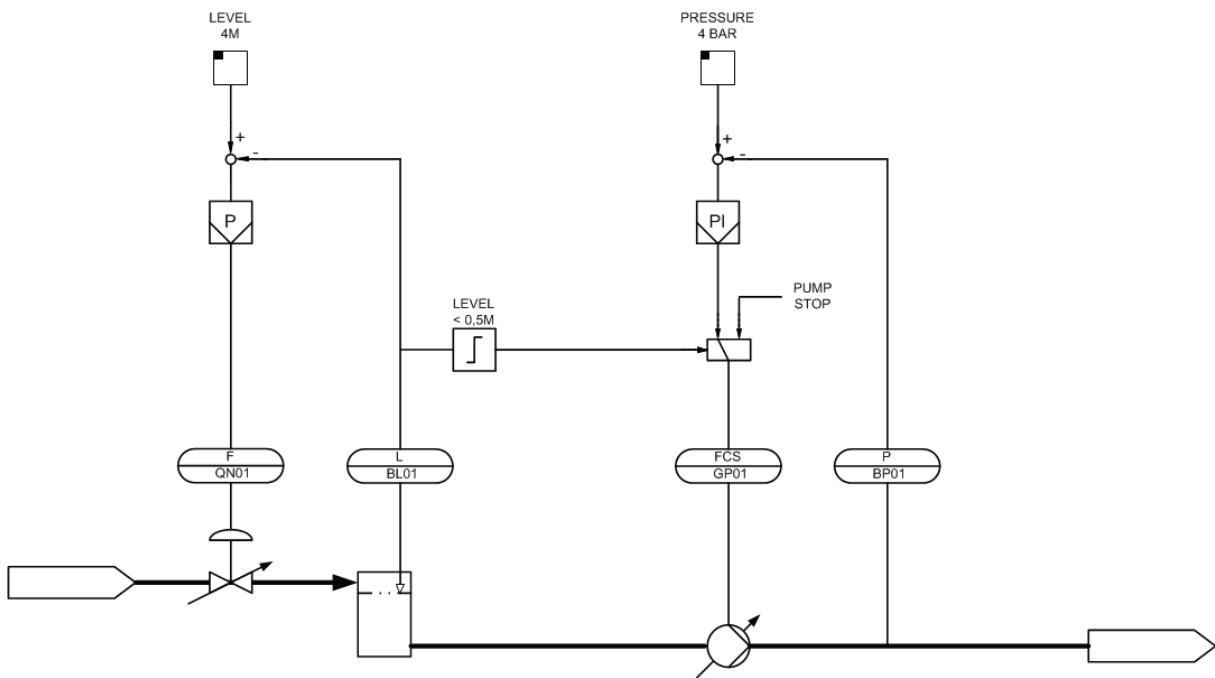 LEVEL
4M
PRESSURE
4 BAR
+
-
+
-
P
PI
PUMP
STOP
LEVEL
< 0,5M
F
QN01
L
BL01
FCS
GP01
P
BP01